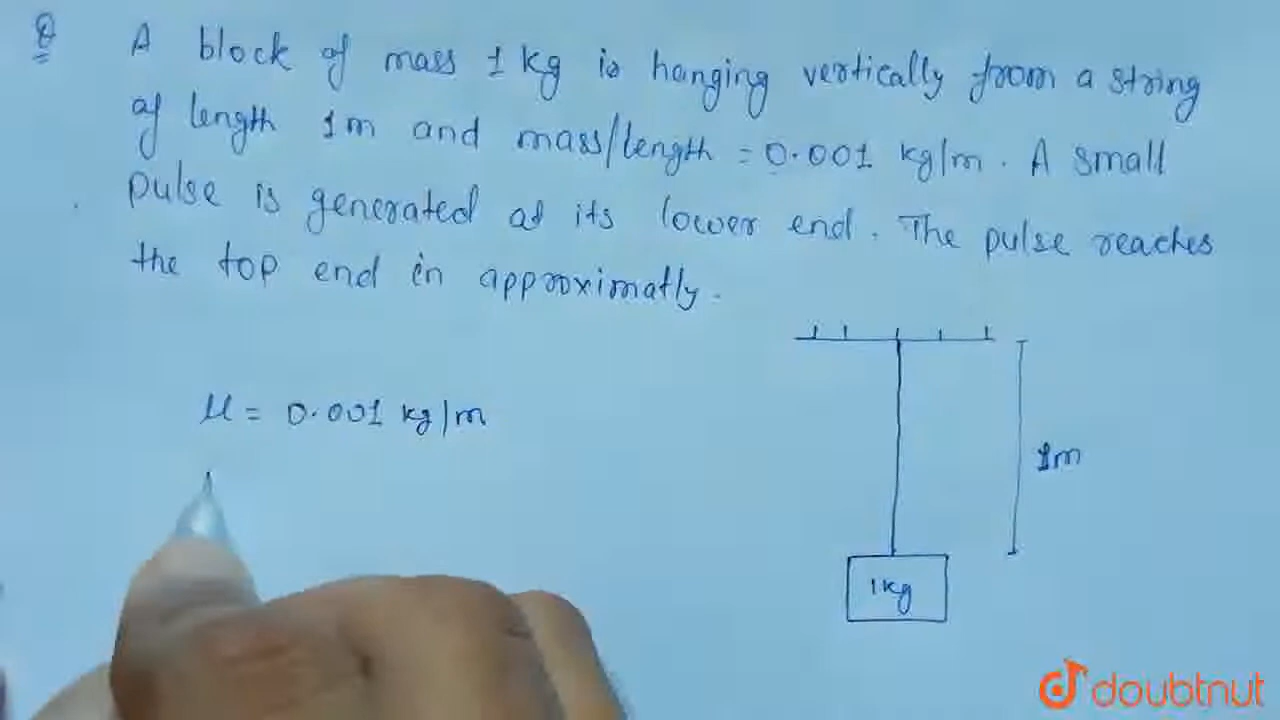 Q A block of mass 1 kg is hanging vertically from a string
of length 1m and mass/length = 0.001 kg/m. A small
pulse is generated at its lower end. The pulse reaches
the top end in approximatly.
μ = 0.001 kg/m
1m
1kg
doubtnut